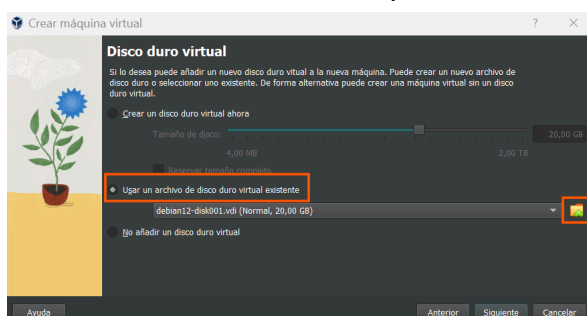 Crear máquina virtual
? ×
Disco duro virtual
Si lo desea puede añadir un nuevo disco duro vitual a la nueva máquina. Puede crear un nuevo archivo de
disco duro o seleccionar uno existente. De forma alternativa puede crear una máquina virtual sin un disco
duro virtual.
Crear un disco duro virtual ahora
Tamaño de disco:
20,00 GB
4,00 MB 2,00 TB
Reservar tamaño completo
Usar un archivo de disco duro virtual existente
debian12-disk001.vdi (Normal, 20,00 GB)
No añadir un disco duro virtual
Ayuda Anterior Siguiente Cancelar